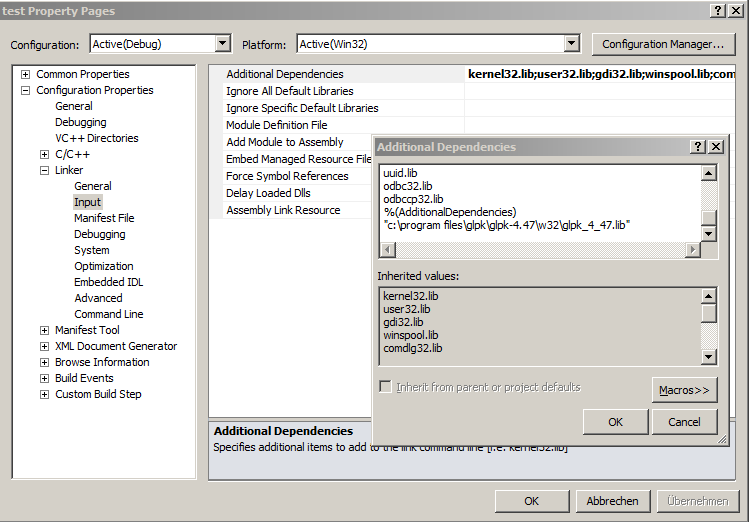 test Property Pages
Configuration: Active(Debug) Platform: Active(Win32) Configuration Manager...
Common Properties
Configuration Properties
General
Debugging
VC++ Directories
C/C++
Linker
General
Input
Manifest File
Debugging
System
Optimization
Embedded IDL
Advanced
Command Line
Manifest Tool
XML Document Generator
Browse Information
Build Events
Custom Build Step
Additional Dependencies kernel32.lib;user32.lib;gdi32.lib;winspool.lib;com
Ignore All Default Libraries
Ignore Specific Default Libraries
Module Definition File
Add Module to Assembly
Embed Managed Resource File
Force Symbol References
Delay Loaded Dlls
Assembly Link Resource
Additional Dependencies
uuid.lib
odbc32.lib
odbccp32.lib
%(AdditionalDependencies)
"c:\program files\glpk\glpk-4.47\w32\glpk_4_47.lib"
Inherited values:
kernel32.lib
user32.lib
gdi32.lib
winspool.lib
comdlg32.lib
Inherit from parent or project defaults
Macros>>
OK Cancel
Additional Dependencies
Specifies additional items to add to the link command line [i.e. kernel32.lib]
OK Abbrechen Übernehmen